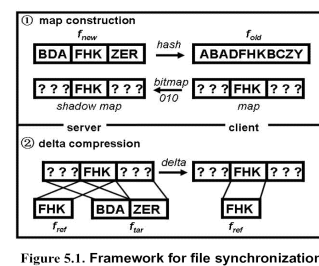 ① map construction
f_new hash f_old
BDA FHK ZER ABADFHKBCZY
? ? ? FHK ? ? ? bitmap ? ? ? FHK ? ? ?
shadow map 010 map
server client
② delta compression
? ? ? FHK ? ? ? delta ? ? ? FHK ? ? ?
FHK BDA ZER FHK
f_ref f_tar f_ref
Figure 5.1. Framework for file synchronization